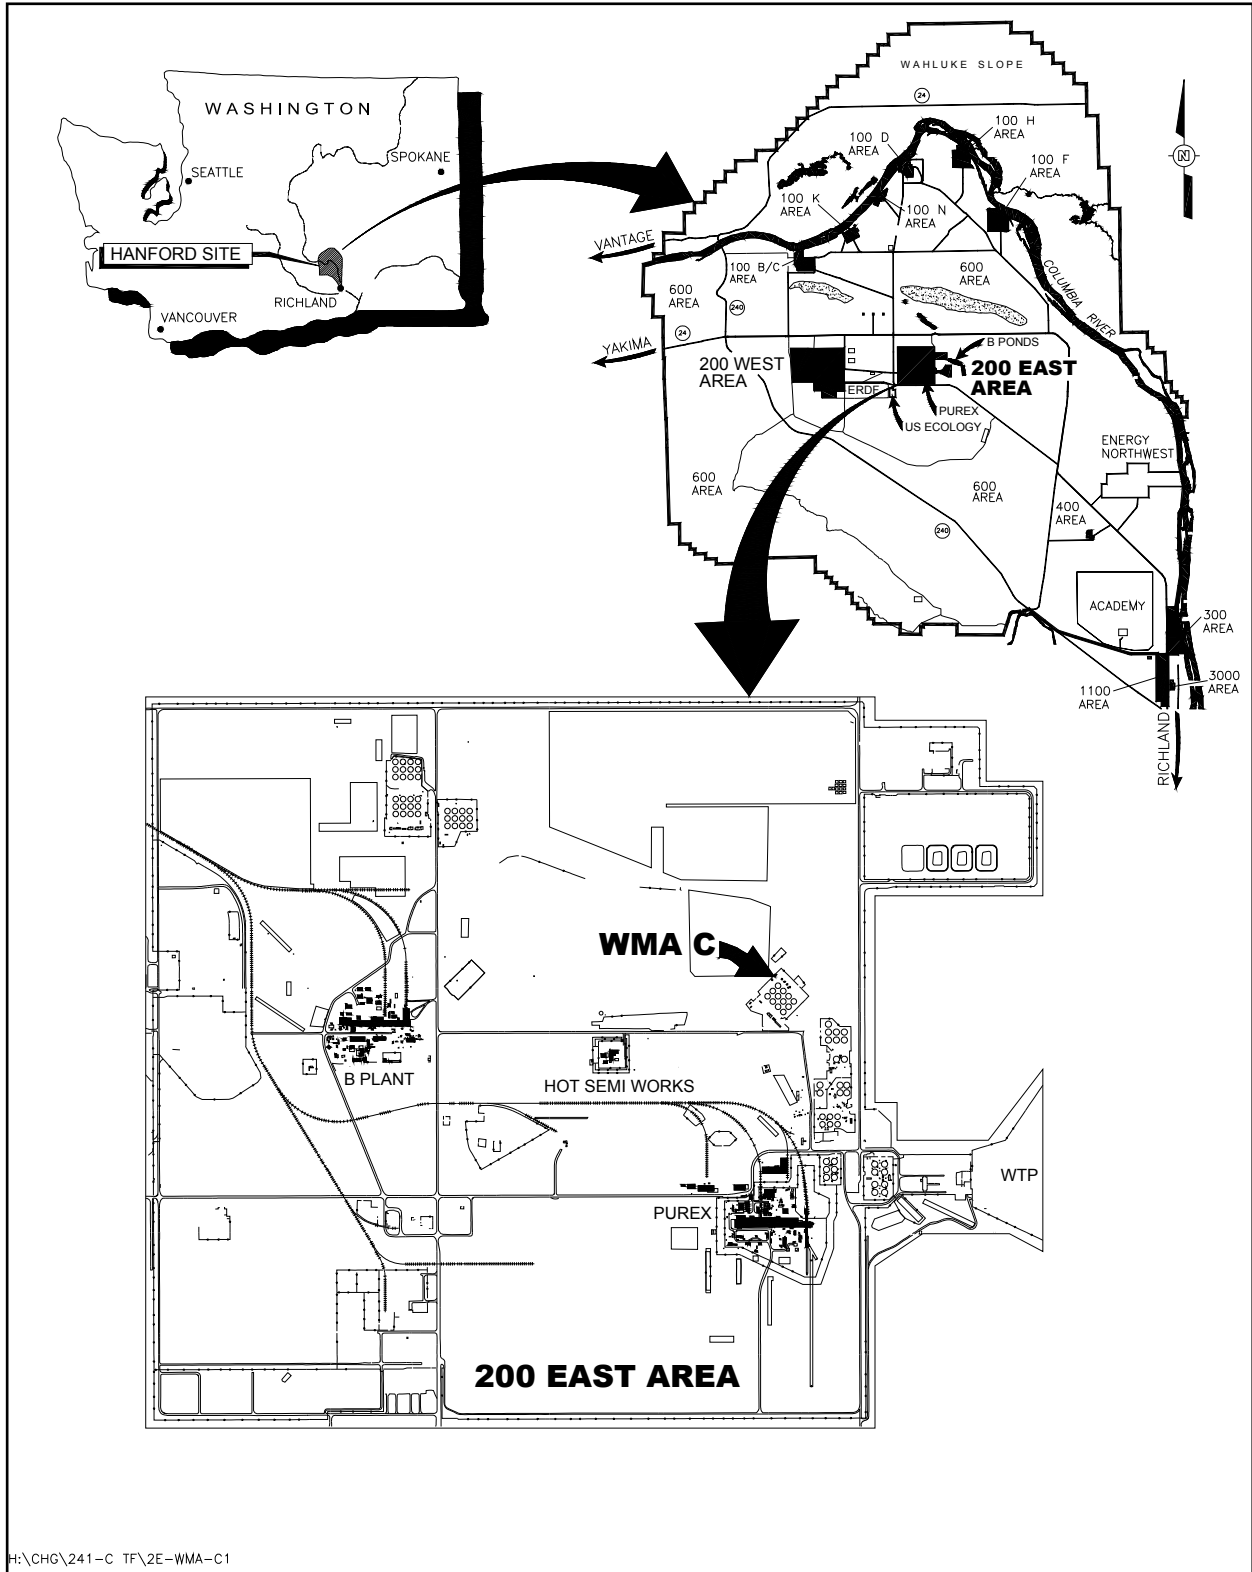 WASHINGTON
SEATTLE
SPOKANE
HANFORD SITE
RICHLAND
VANCOUVER
WAHLUKE SLOPE
24
100 D
AREA
100 H
AREA
100 F
AREA
100 K
AREA
100 N
AREA
N
VANTAGE
100 B/C
AREA
600
AREA
600
AREA
COLUMBIA
RIVER
240
24
YAKIMA
200 WEST
AREA
B PONDS
200 EAST
AREA
ERDF
PUREX
US ECOLOGY
ENERGY
NORTHWEST
600
AREA
600
AREA
400
AREA
240
ACADEMY
300
AREA
3000
AREA
1100
AREA
RICHLAND
WMA C
B PLANT
HOT SEMI WORKS
PUREX
WTP
200 EAST AREA
H:\CHG\241-C TF\2E-WMA-C1